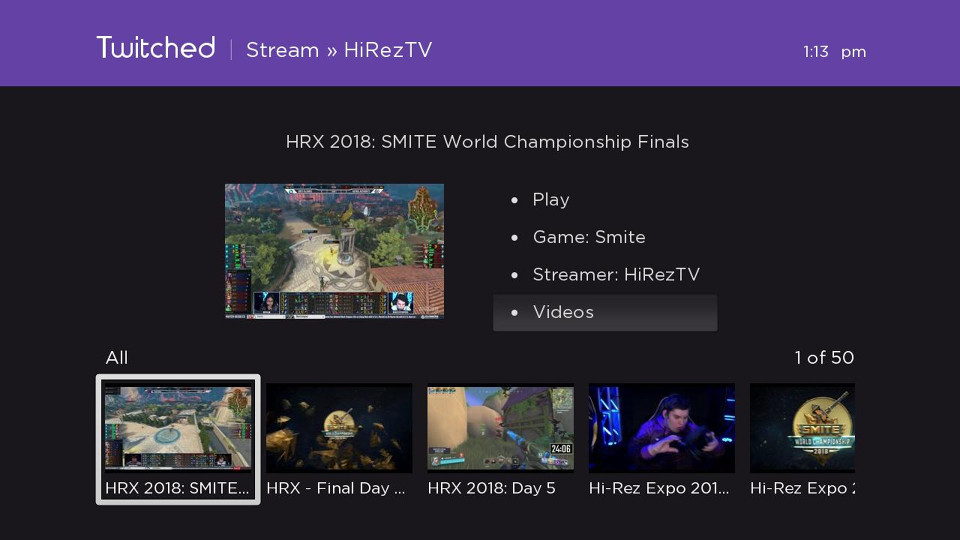 Twitched | Stream » HiRezTV
1:13 pm
HRX 2018: SMITE World Championship Finals
• Play
• Game: Smite
• Streamer: HiRezTV
• Videos
All
1 of 50
24:06
SMITE
WORLD CHAMPIONSHIP
2018
HRX 2018: SMITE...
HRX - Final Day ...
HRX 2018: Day 5
Hi-Rez Expo 201...
Hi-Rez Expo 2